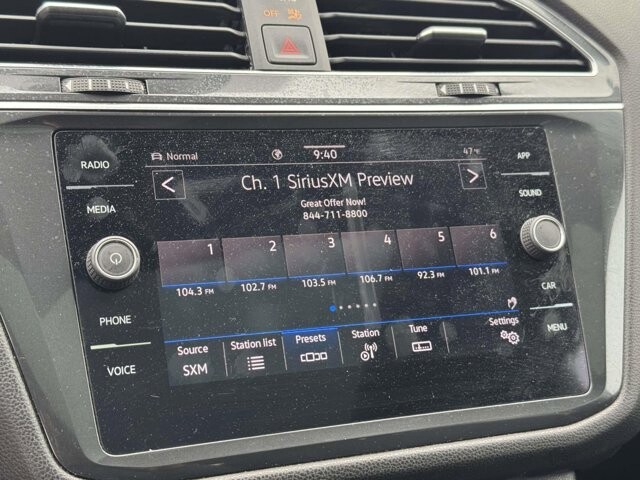 OFF
RADIO
MEDIA
PHONE
VOICE
Normal
9:40
47°F
Ch. 1 SiriusXM Preview
Great Offer Now!
844-711-8800
1 2 3 4 5 6
104.3 FM 102.7 FM 103.5 FM 106.7 FM 92.3 FM 101.1 FM
Source Station list Presets Station Tune Settings
SXM
APP
SOUND
CAR
MENU